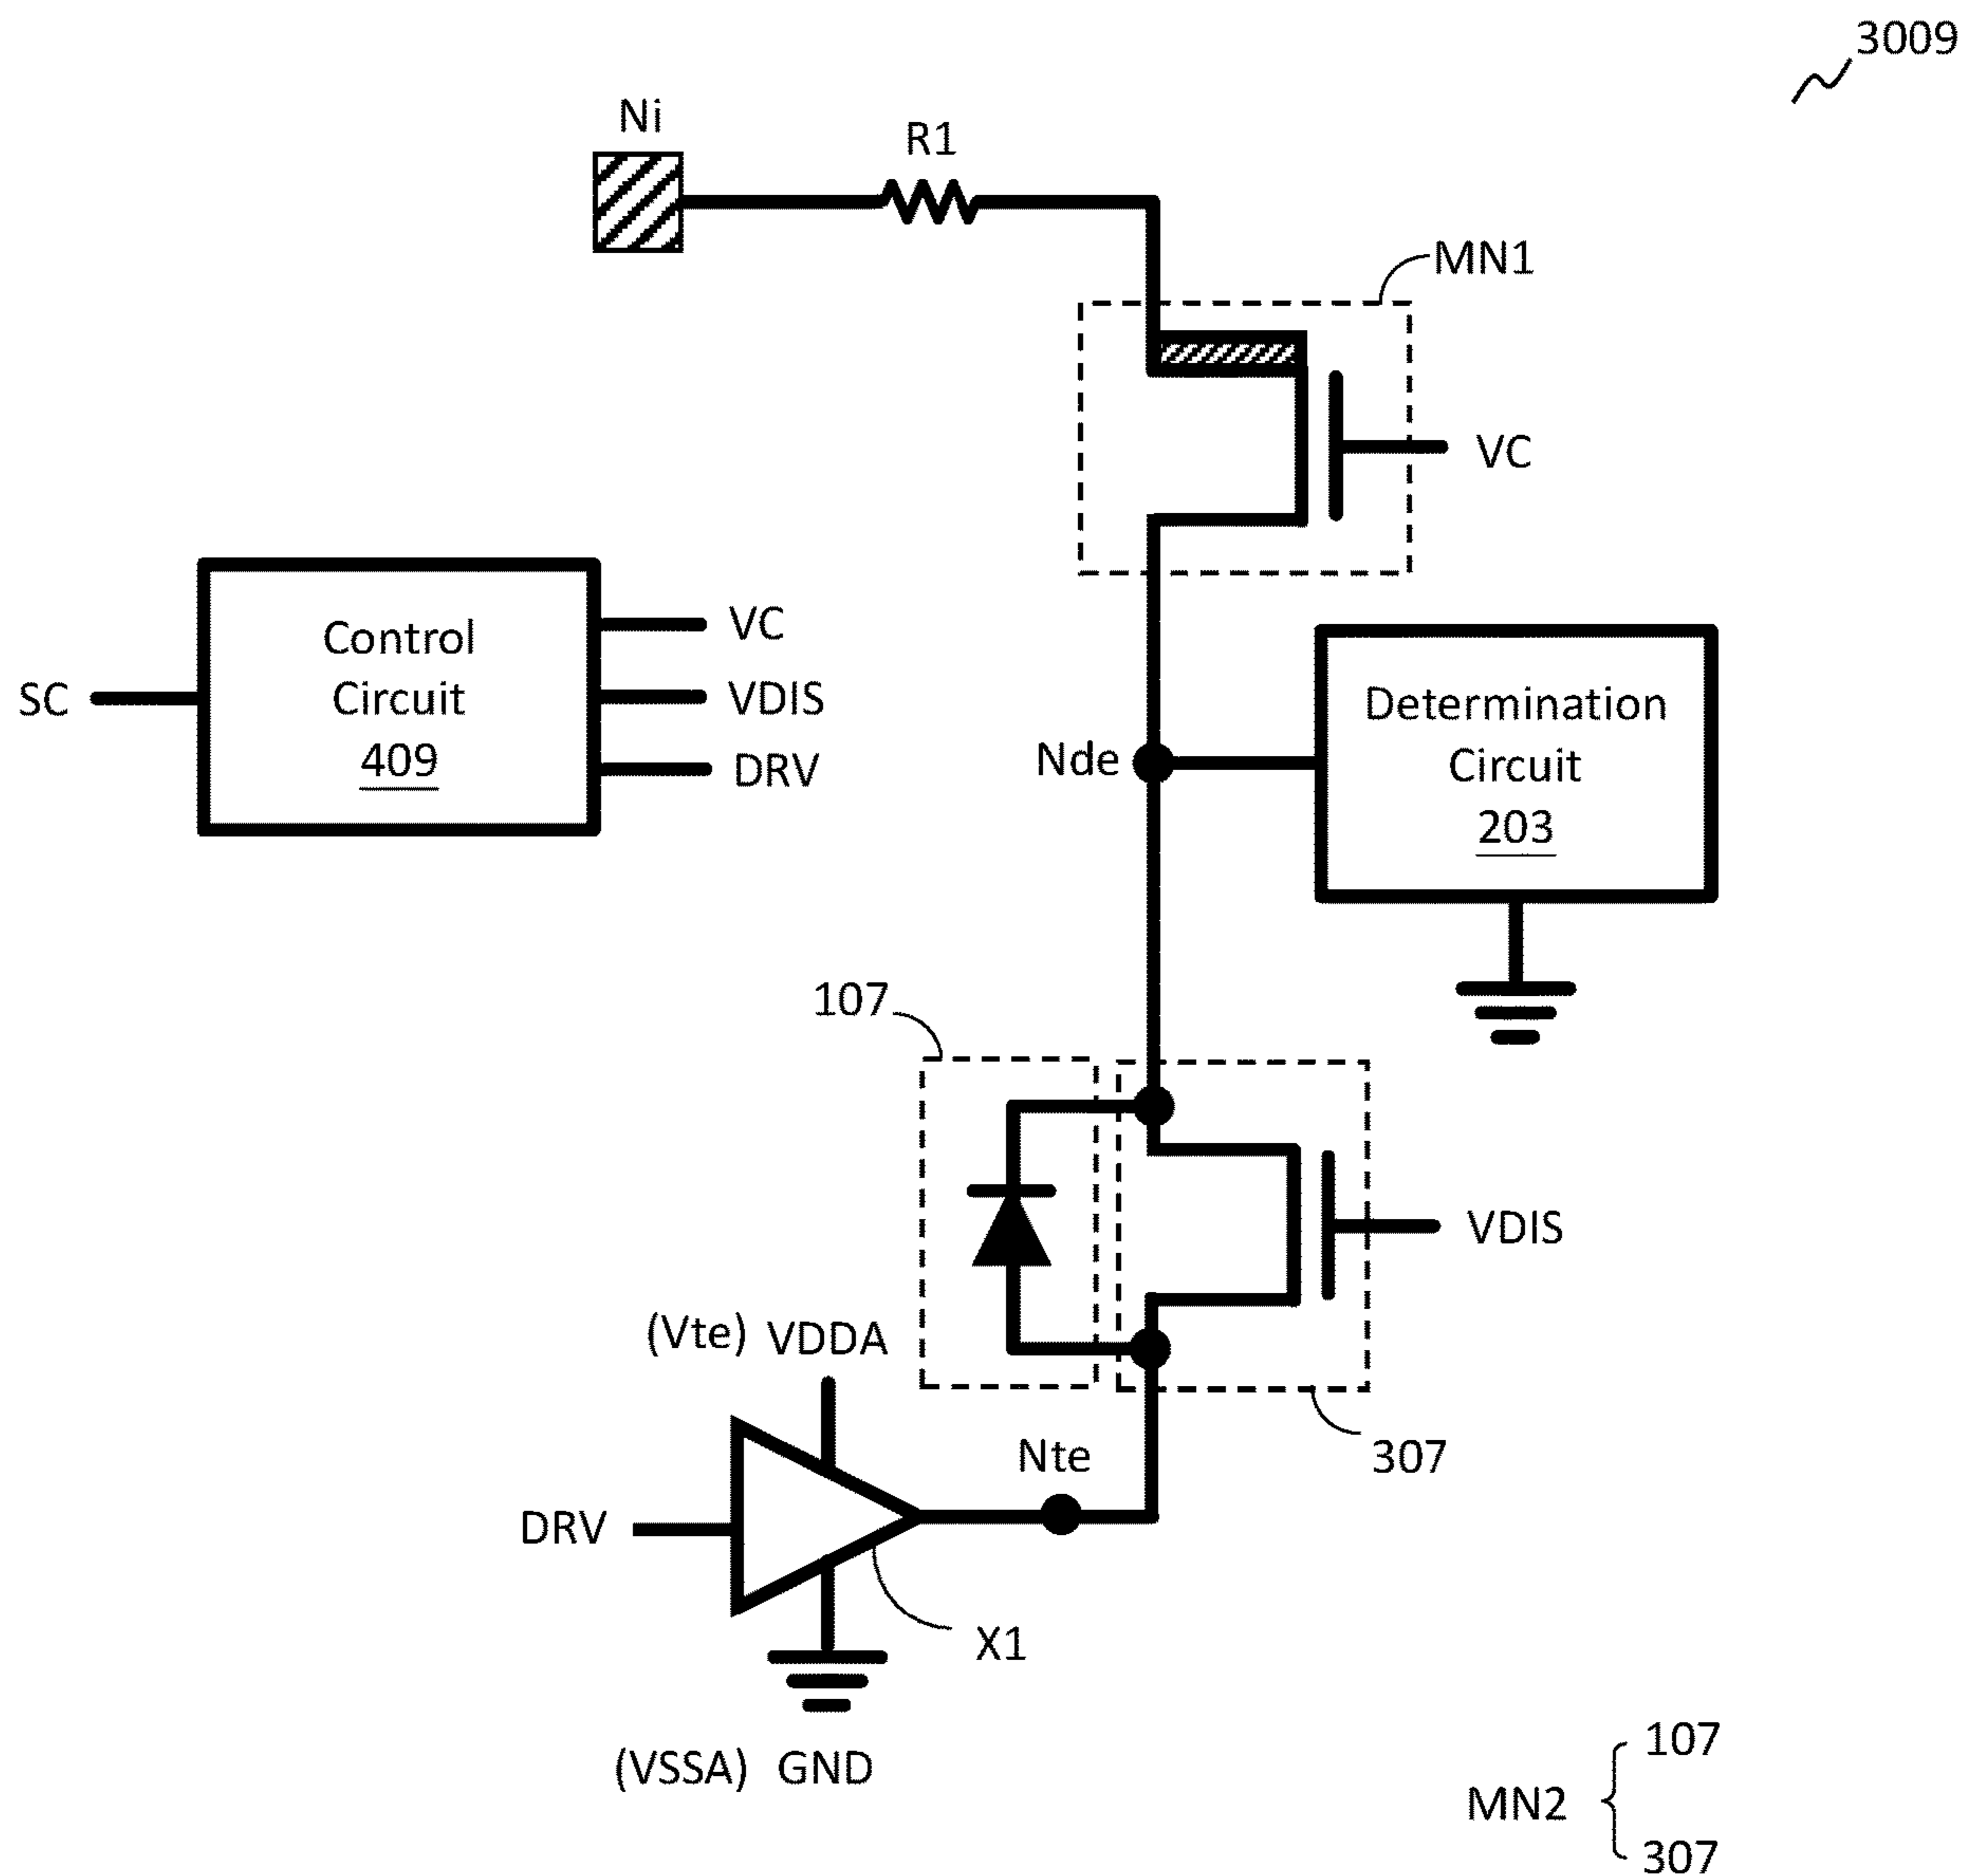 3009
Ni
R1
MN1
VC
Control
Circuit
409
SC
VC
VDIS
DRV
Nde
Determination
Circuit
203
107
VDIS
307
(Vte) VDDA
Nte
DRV
X1
(VSSA) GND
MN2
107
307